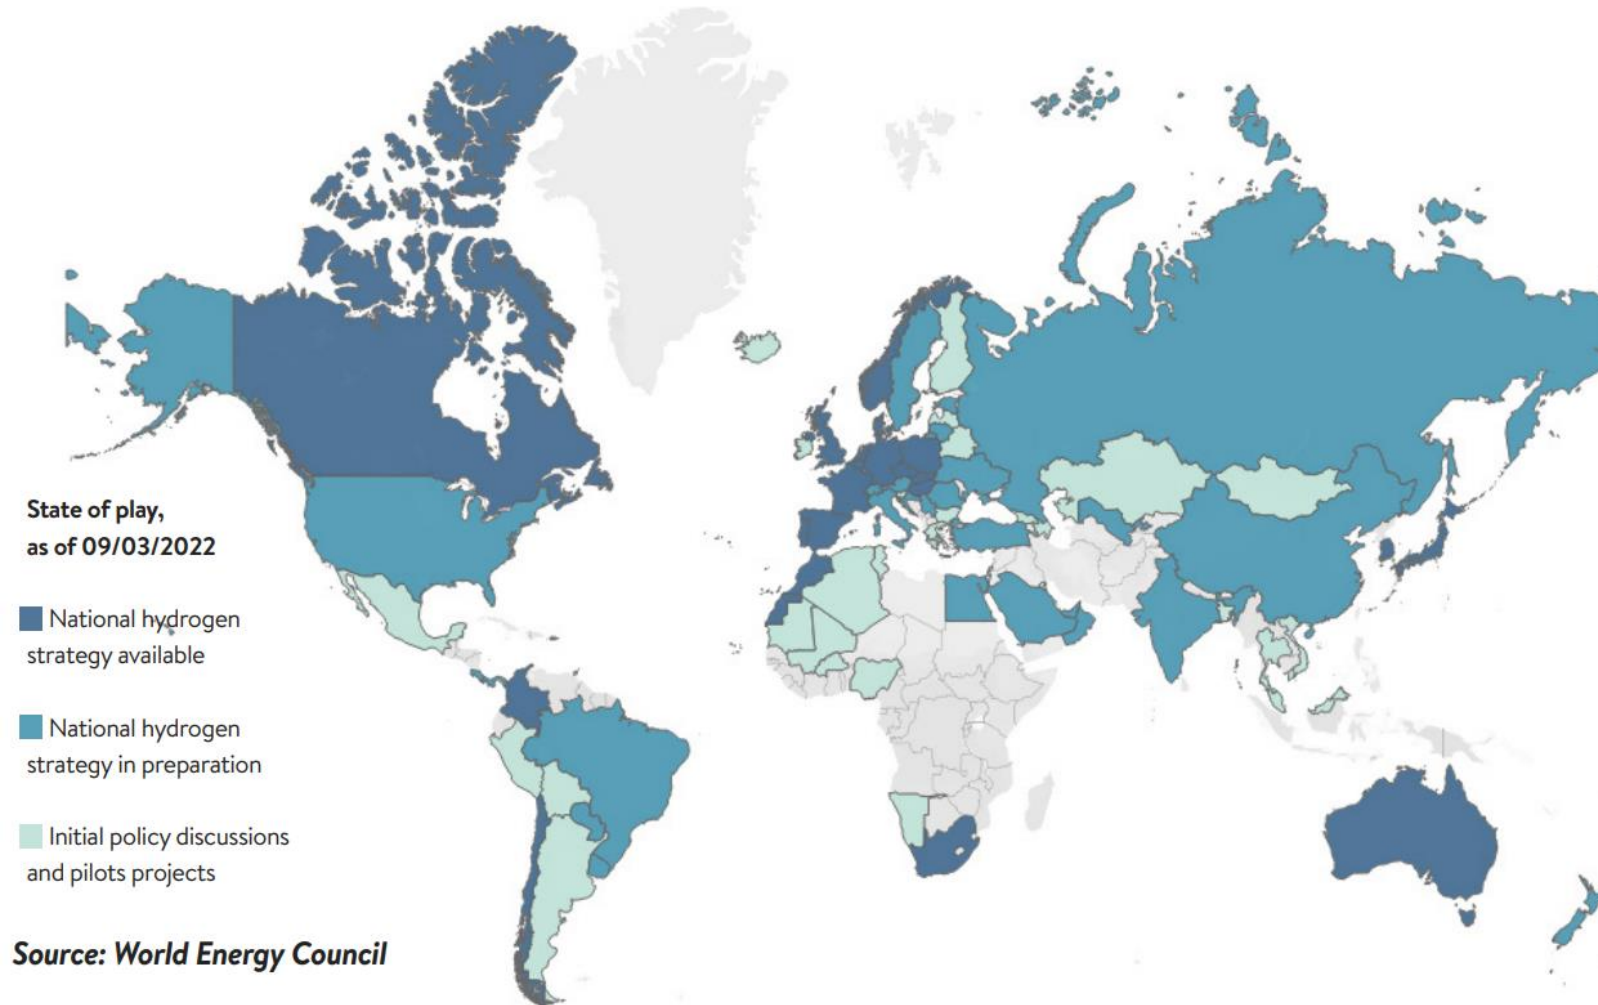 State of play,
as of 09/03/2022
National hydrogen
strategy available
National hydrogen
strategy in preparation
Initial policy discussions
and pilots projects
Source: World Energy Council